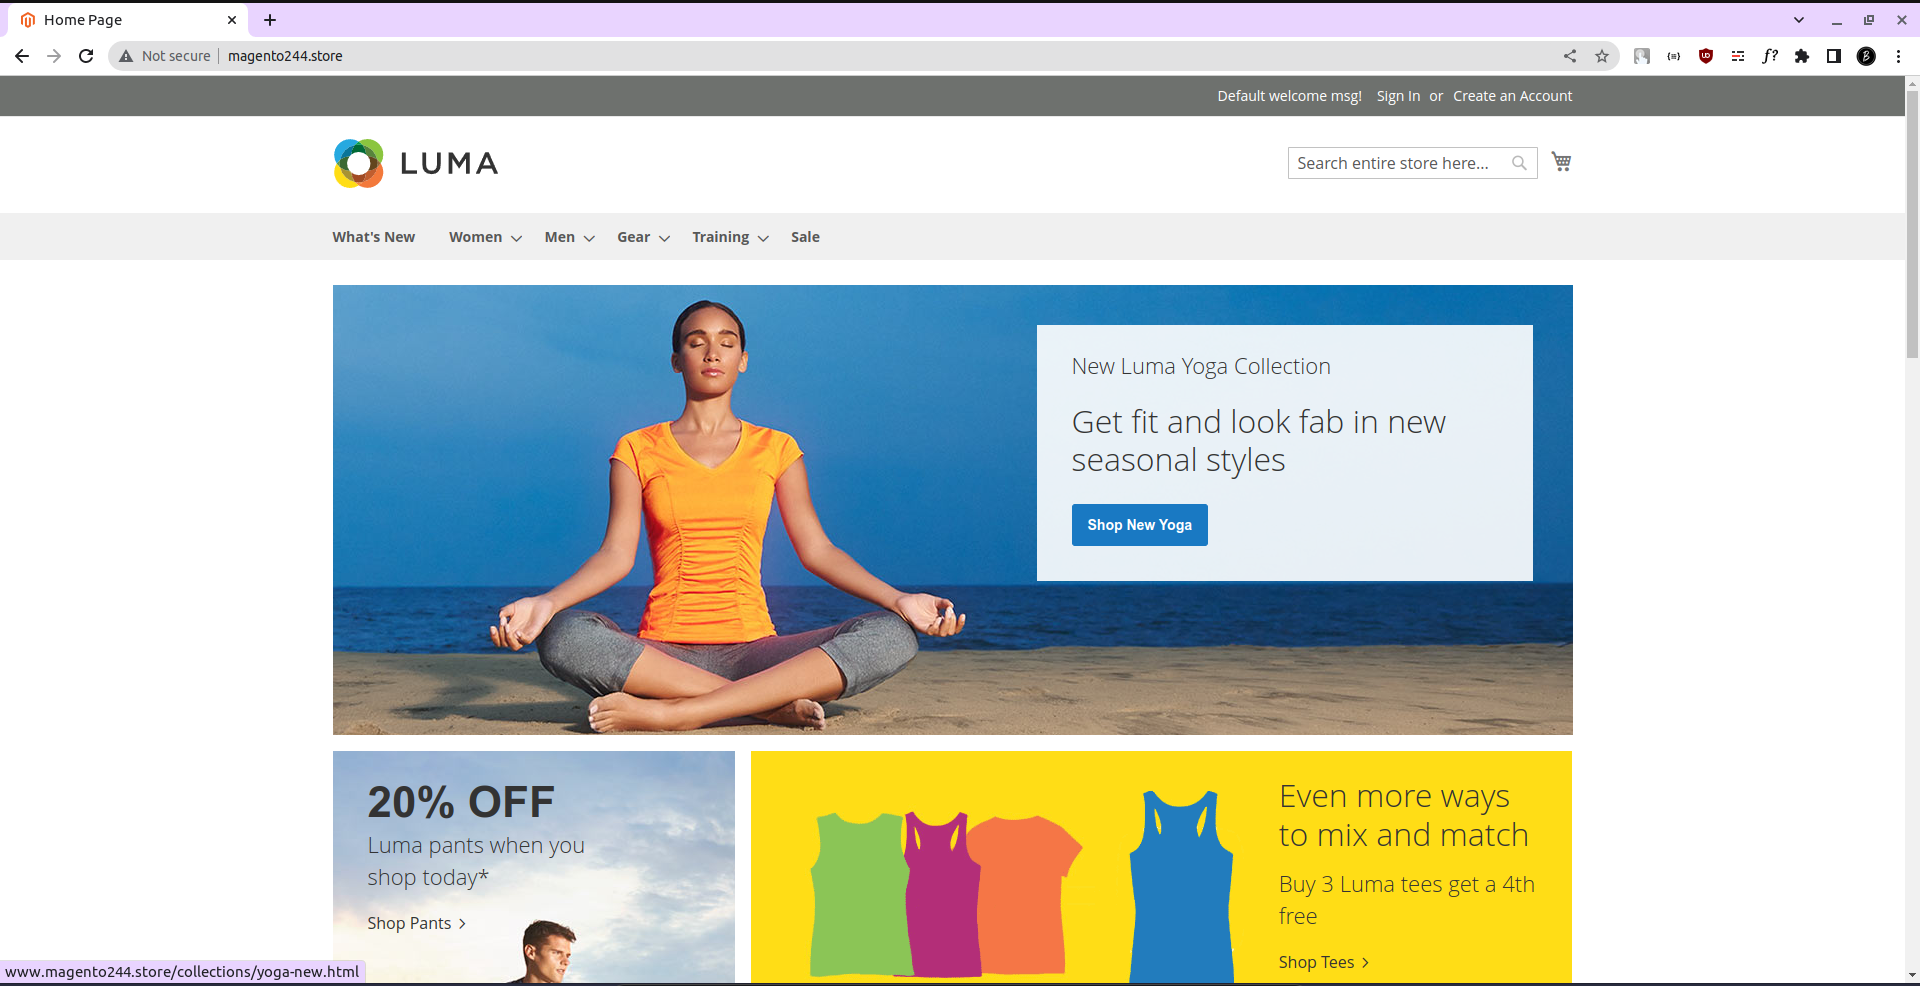 Home Page
Not secure
magento244.store
Default welcome msg! Sign In or Create an Account
LUMA
Search entire store here...
What's New Women Men Gear Training Sale
New Luma Yoga Collection
Get fit and look fab in new
seasonal styles
Shop New Yoga
20% OFF
Luma pants when you
shop today*
Shop Pants
Even more ways
to mix and match
Buy 3 Luma tees get a 4th
free
Shop Tees
www.magento244.store/collections/yoga-new.html